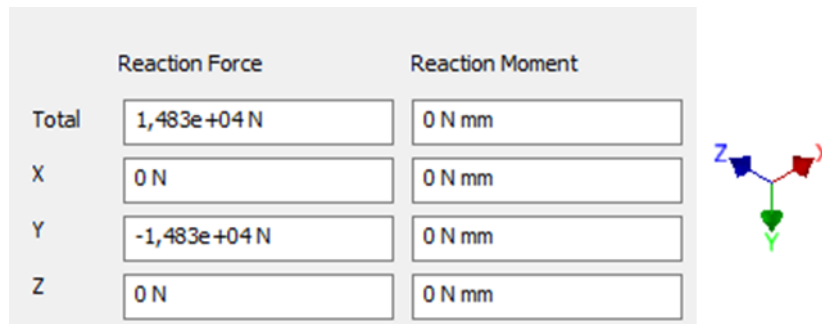 Reaction Force Reaction Moment
Total 1,483e+04 N 0 N mm
X 0 N 0 N mm
Y -1,483e+04 N 0 N mm
Z 0 N 0 N mm
Z X
Y